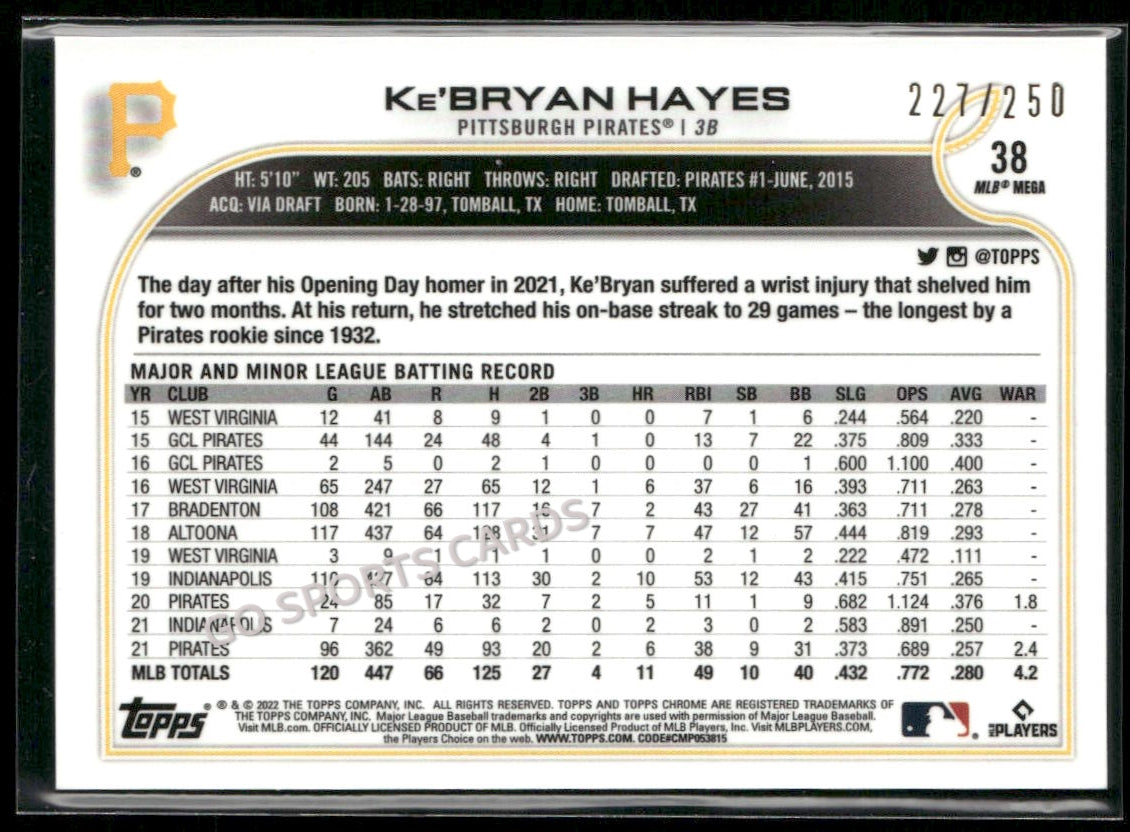 P®
Ke'BRYAN HAYES
227/250
PITTSBURGH PIRATES® | 3B
38
MLB® MEGA
HT: 5'10" WT: 205 BATS: RIGHT THROWS: RIGHT DRAFTED: PIRATES #1-JUNE, 2015
ACQ: VIA DRAFT BORN: 1-28-97, TOMBALL, TX HOME: TOMBALL, TX
@TOPPS
The day after his Opening Day homer in 2021, Ke'Bryan suffered a wrist injury that shelved him
for two months. At his return, he stretched his on-base streak to 29 games – the longest by a
Pirates rookie since 1932.
MAJOR AND MINOR LEAGUE BATTING RECORD
YR CLUB G AB R H 2B 3B HR RBI SB BB SLG OPS AVG WAR
15 WEST VIRGINIA 12 41 8 9 1 0 0 7 1 6 .244 .564 .220 -
15 GCL PIRATES 44 144 24 48 4 1 0 13 7 22 .375 .809 .333 -
16 GCL PIRATES 2 5 0 2 1 0 0 0 0 1 .600 1.100 .400 -
16 WEST VIRGINIA 65 247 27 65 12 1 6 37 6 16 .393 .711 .263 -
17 BRADENTON 108 421 66 117 16 7 2 43 27 41 .363 .711 .278 -
18 ALTOONA 117 437 64 128 31 7 7 47 12 57 .444 .819 .293 -
19 WEST VIRGINIA 3 9 1 1 1 0 0 2 1 2 .222 .472 .111 -
19 INDIANAPOLIS 110 427 64 113 30 2 10 53 12 43 .415 .751 .265 -
20 PIRATES 24 85 17 32 7 2 5 11 1 9 .682 1.124 .376 1.8
21 INDIANAPOLIS 7 24 6 6 2 0 2 3 0 2 .583 .891 .250 -
21 PIRATES 96 362 49 93 20 2 6 38 9 31 .373 .689 .257 2.4
MLB TOTALS 120 447 66 125 27 4 11 49 10 40 .432 .772 .280 4.2
GO SPORTS CARDS
TOPPS®
® & © 2022 THE TOPPS COMPANY, INC. ALL RIGHTS RESERVED. TOPPS AND TOPPS CHROME ARE REGISTERED TRADEMARKS OF
THE TOPPS COMPANY, INC. Major League Baseball trademarks and copyrights are used with permission of Major League Baseball.
Visit MLB.com. OFFICIALLY LICENSED PRODUCT OF MLB. Officially Licensed Product of MLB Players, Inc. Visit MLBPLAYERS.COM,
the Players Choice on the web. WWW.TOPPS.COM. CODE#CMP053815
MLB PLAYERS